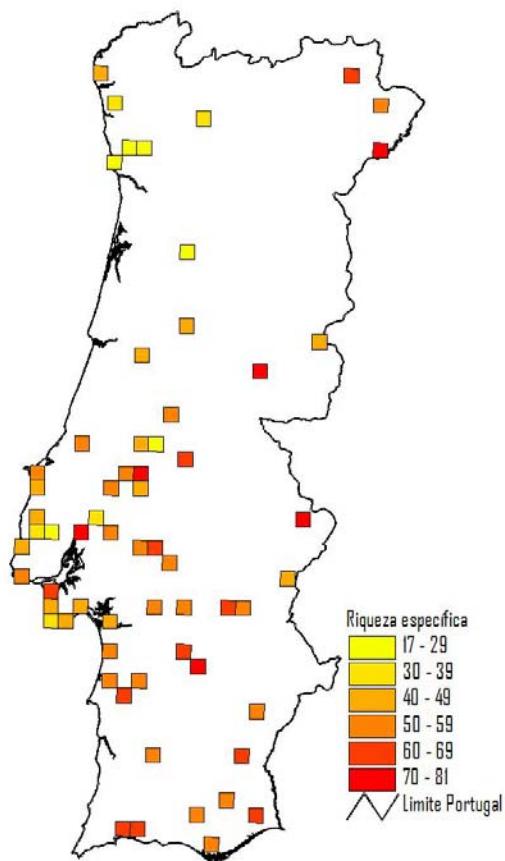 Riqueza específica
17 - 29
30 - 39
40 - 49
50 - 59
60 - 69
70 - 81
Limite Portugal